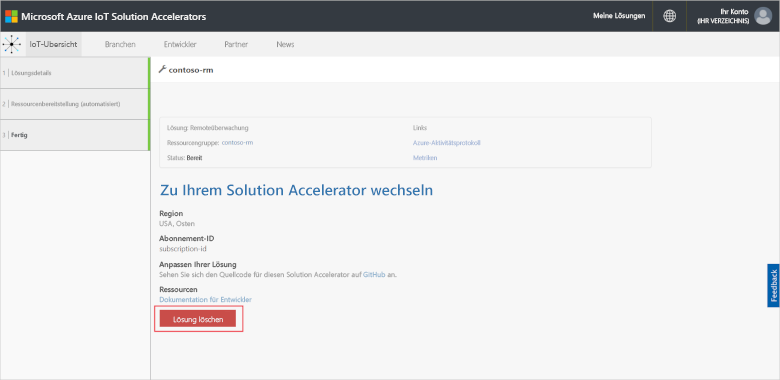 Microsoft Azure IoT Solution Accelerators
Meine Lösungen
Ihr Konto
(IHR VERZEICHNIS)
IoT-Übersicht
Branchen
Entwickler
Partner
News
1 | Lösungsdetails
2 | Ressourcenbereitstellung (automatisiert)
3 | Fertig
contoso-rm
Lösung: Remoteüberwachung
Links
Ressourcengruppe: contoso-rm
Azure-Aktivitätsprotokoll
Status: Bereit
Metriken
Zu Ihrem Solution Accelerator wechseln
Region
USA, Osten
Abonnement-ID
subscription-id
Anpassen Ihrer Lösung
Sehen Sie sich den Quellcode für diesen Solution Accelerator auf GitHub an.
Ressourcen
Dokumentation für Entwickler
Lösung löschen
Feedback